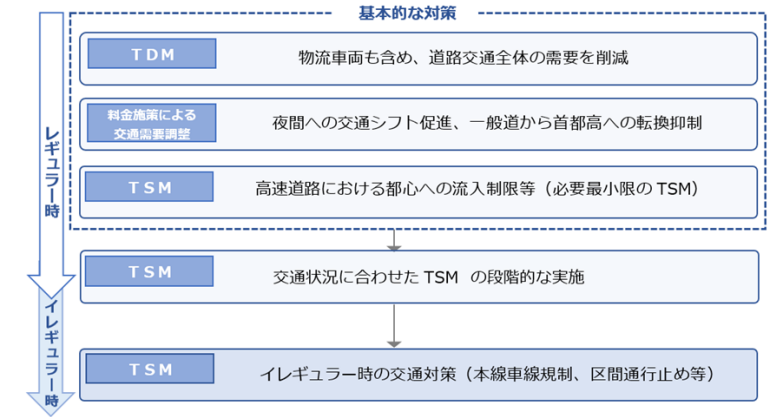 基本的な対策
TDM
物流車両も含め、道路交通全体の需要を削減
料金施策による
交通需要調整
夜間への交通シフト促進、一般道から首都高への転換抑制
レギュラー時
TSM
高速道路における都心への流入制限等（必要最小限のTSM）
TSM
交通状況に合わせたTSM の段階的な実施
イレギュラー時
TSM
イレギュラー時の交通対策（本線車線規制、区間通行止め等）